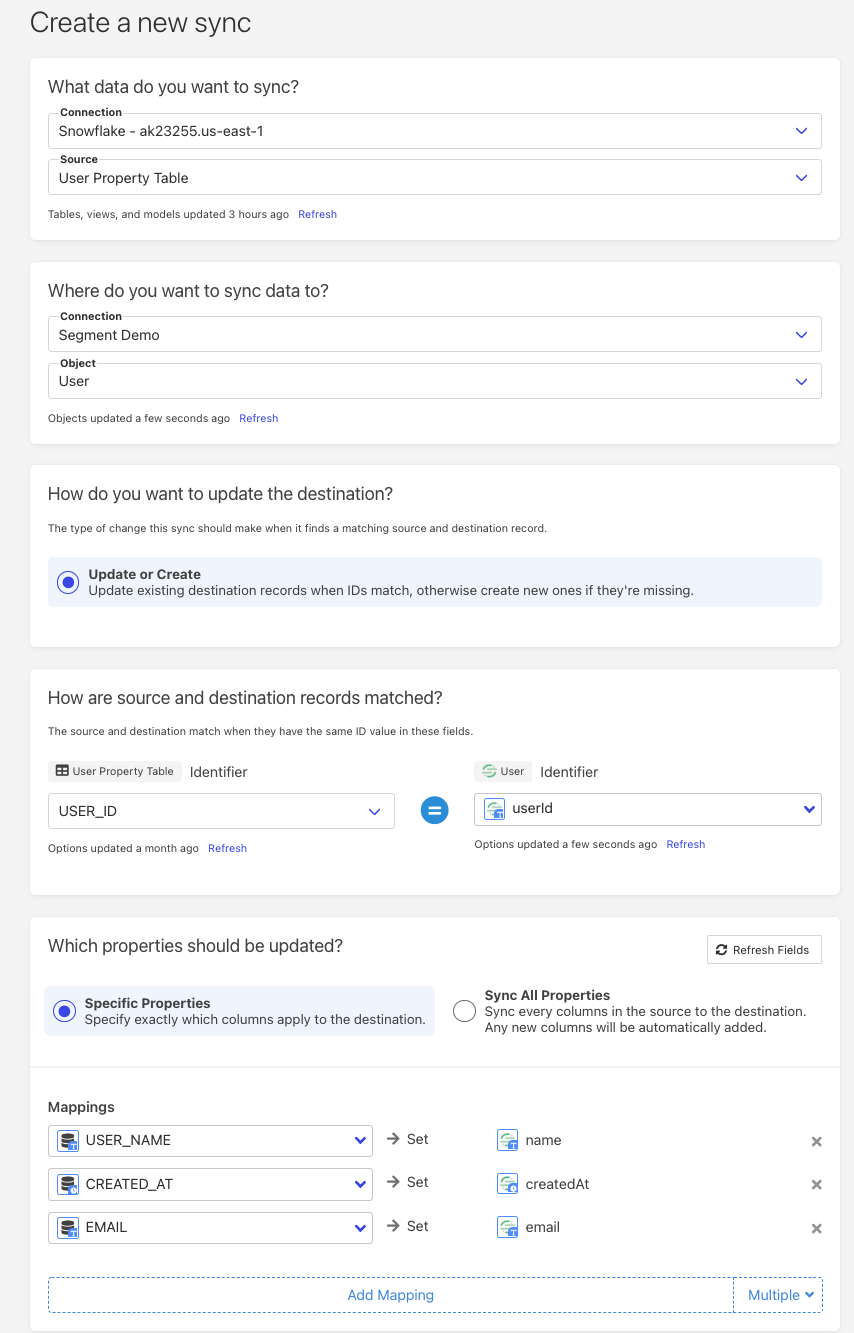 Create a new sync
What data do you want to sync?
Connection
Snowflake - ak23255.us-east-1
Source
User Property Table
Tables, views, and models updated 3 hours ago Refresh
Where do you want to sync data to?
Connection
Segment Demo
Object
User
Objects updated a few seconds ago Refresh
How do you want to update the destination?
The type of change this sync should make when it finds a matching source and destination record.
Update or Create
Update existing destination records when IDs match, otherwise create new ones if they're missing.
How are source and destination records matched?
The source and destination match when they have the same ID value in these fields.
User Property Table Identifier
User Identifier
USER_ID
userId
Options updated a month ago Refresh
Options updated a few seconds ago Refresh
Which properties should be updated?
Refresh Fields
Specific Properties
Specify exactly which columns apply to the destination.
Sync All Properties
Sync every columns in the source to the destination.
Any new columns will be automatically added.
Mappings
USER_NAME Set name
CREATED_AT Set createdAt
EMAIL Set email
Add Mapping
Multiple